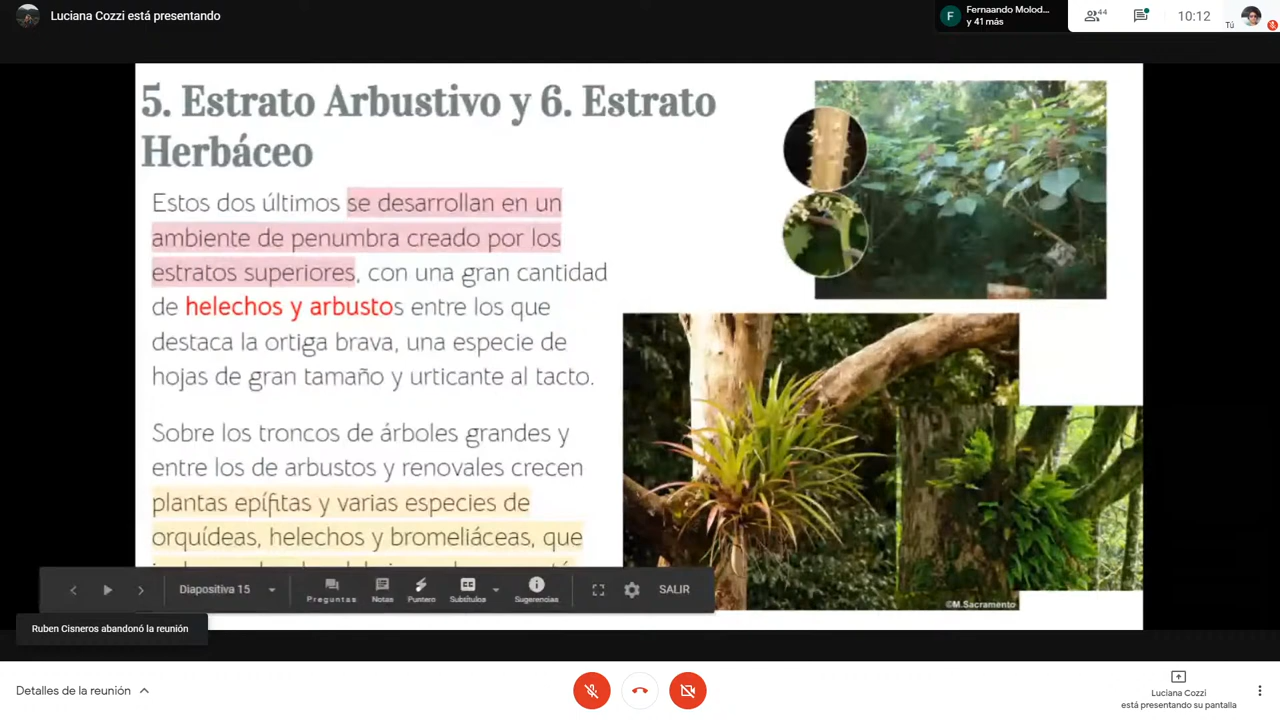 Luciana Cozzi está presentando
F
Fernaando Molod...
y 41 más
44
10:12
Tú
5. Estrato Arbustivo y 6. Estrato
Herbáceo
Estos dos últimos se desarrollan en un
ambiente de penumbra creado por los
estratos superiores, con una gran cantidad
de helechos y arbustos entre los que
destaca la ortiga brava, una especie de
hojas de gran tamaño y urticante al tacto.
Sobre los troncos de árboles grandes y
entre los de arbustos y renovales crecen
plantas epífitas y varias especies de
orquídeas, helechos y bromeliáceas, que
©M.Sacramento
Diapositiva 15
Preguntas
Notas
Puntero
CC
Subtítulos
Sugerencias
SALIR
Ruben Cisneros abandonó la reunión
Detalles de la reunión
Luciana Cozzi
está presentando su pantalla